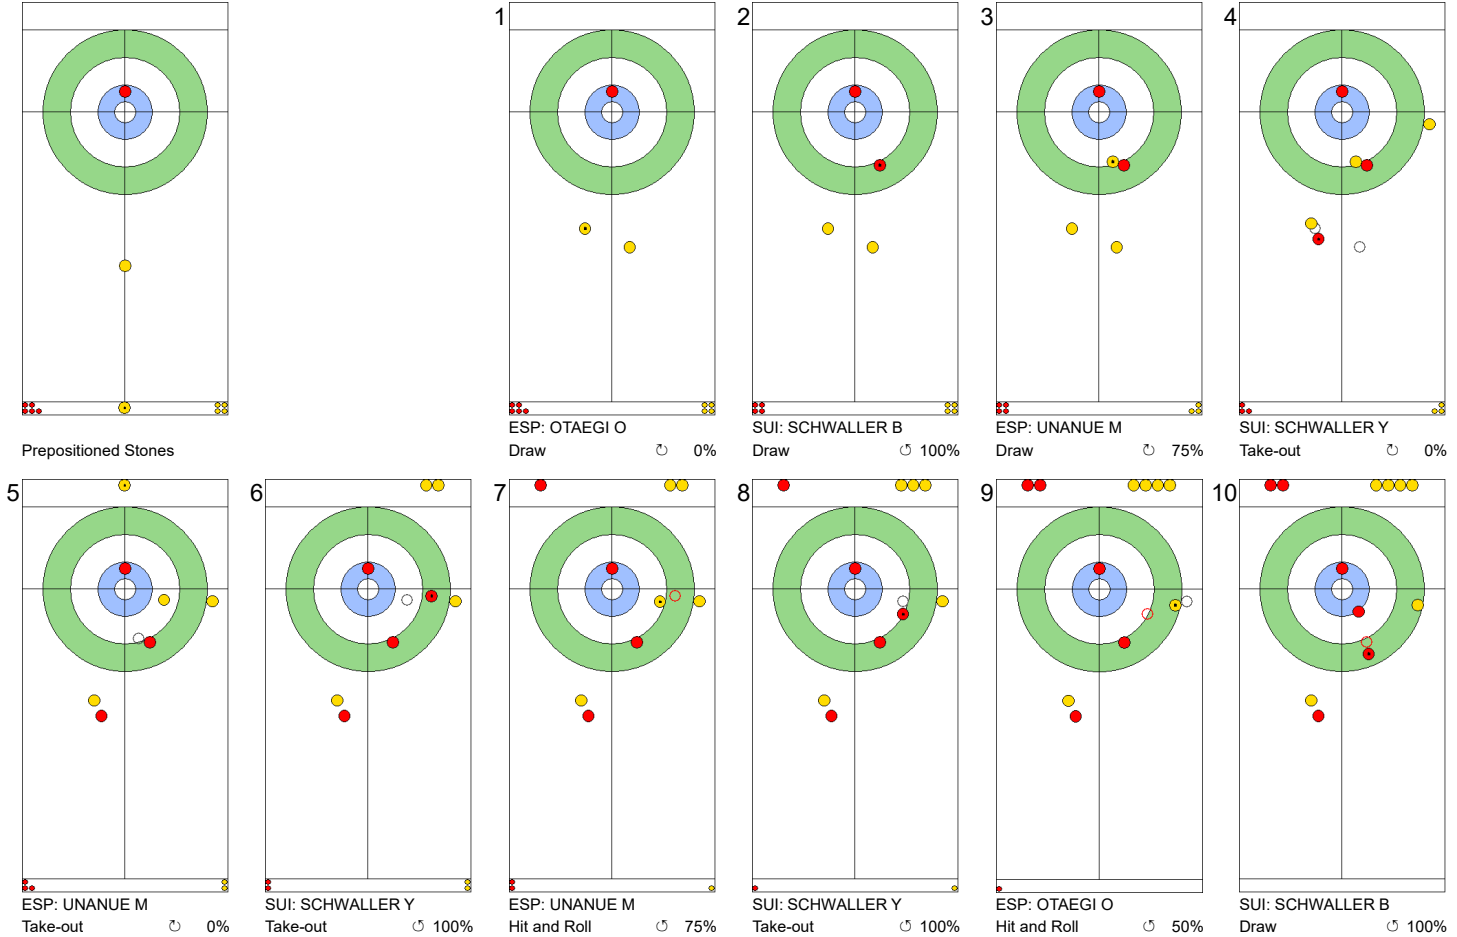 1
2
3
4
Prepositioned Stones
ESP: OTAEGI O
Draw ↻ 0%
SUI: SCHWALLER B
Draw ↺ 100%
ESP: UNANUE M
Draw ↻ 75%
SUI: SCHWALLER Y
Take-out ↻ 0%
5
6
7
8
9
10
ESP: UNANUE M
Take-out ↻ 0%
SUI: SCHWALLER Y
Take-out ↺ 100%
ESP: UNANUE M
Hit and Roll ↺ 75%
SUI: SCHWALLER Y
Take-out ↺ 100%
ESP: OTAEGI O
Hit and Roll ↺ 50%
SUI: SCHWALLER B
Draw ↺ 100%